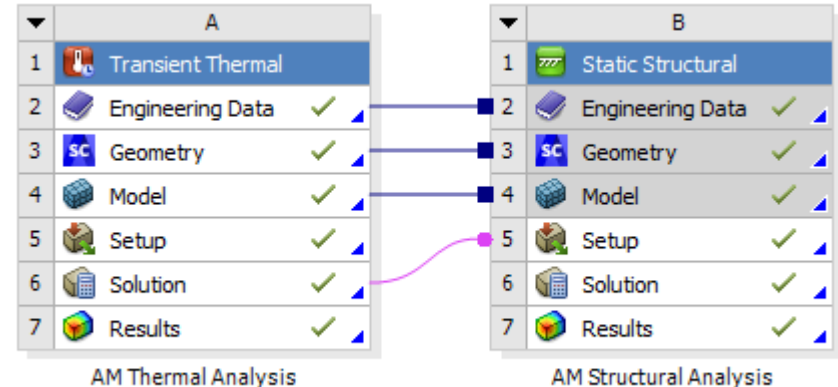 A
1 Transient Thermal
2 Engineering Data
3 SC Geometry
4 Model
5 Setup
6 Solution
7 Results
AM Thermal Analysis
B
1 Static Structural
2 Engineering Data
3 SC Geometry
4 Model
5 Setup
6 Solution
7 Results
AM Structural Analysis